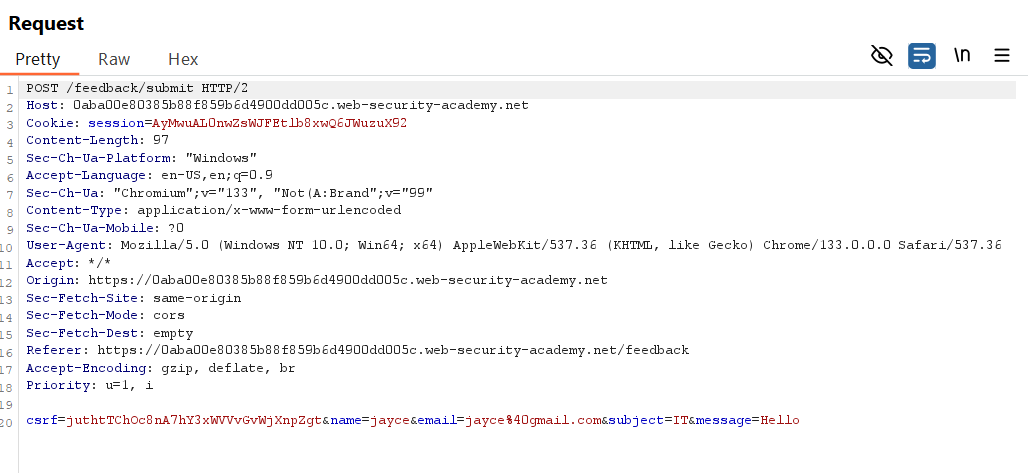 Request
Pretty Raw Hex \n
1 POST /feedback/submit HTTP/2
2 Host: 0aba00e80385b88f859b6d4900dd005c.web-security-academy.net
3 Cookie: session=AyMwuAL0nwZsWJFEtlb8xwQ6JWuzuX92
4 Content-Length: 97
5 Sec-Ch-Ua-Platform: "Windows"
6 Accept-Language: en-US,en;q=0.9
7 Sec-Ch-Ua: "Chromium";v="133", "Not(A:Brand";v="99"
8 Content-Type: application/x-www-form-urlencoded
9 Sec-Ch-Ua-Mobile: ?0
10 User-Agent: Mozilla/5.0 (Windows NT 10.0; Win64; x64) AppleWebKit/537.36 (KHTML, like Gecko) Chrome/133.0.0.0 Safari/537.36
11 Accept: */*
12 Origin: https://0aba00e80385b88f859b6d4900dd005c.web-security-academy.net
13 Sec-Fetch-Site: same-origin
14 Sec-Fetch-Mode: cors
15 Sec-Fetch-Dest: empty
16 Referer: https://0aba00e80385b88f859b6d4900dd005c.web-security-academy.net/feedback
17 Accept-Encoding: gzip, deflate, br
18 Priority: u=1, i
19
20 csrf=juthtTChOc8nA7hY3xWVVvGvWjXnpZgt&name=jayce&email=jayce%40gmail.com&subject=IT&message=Hello